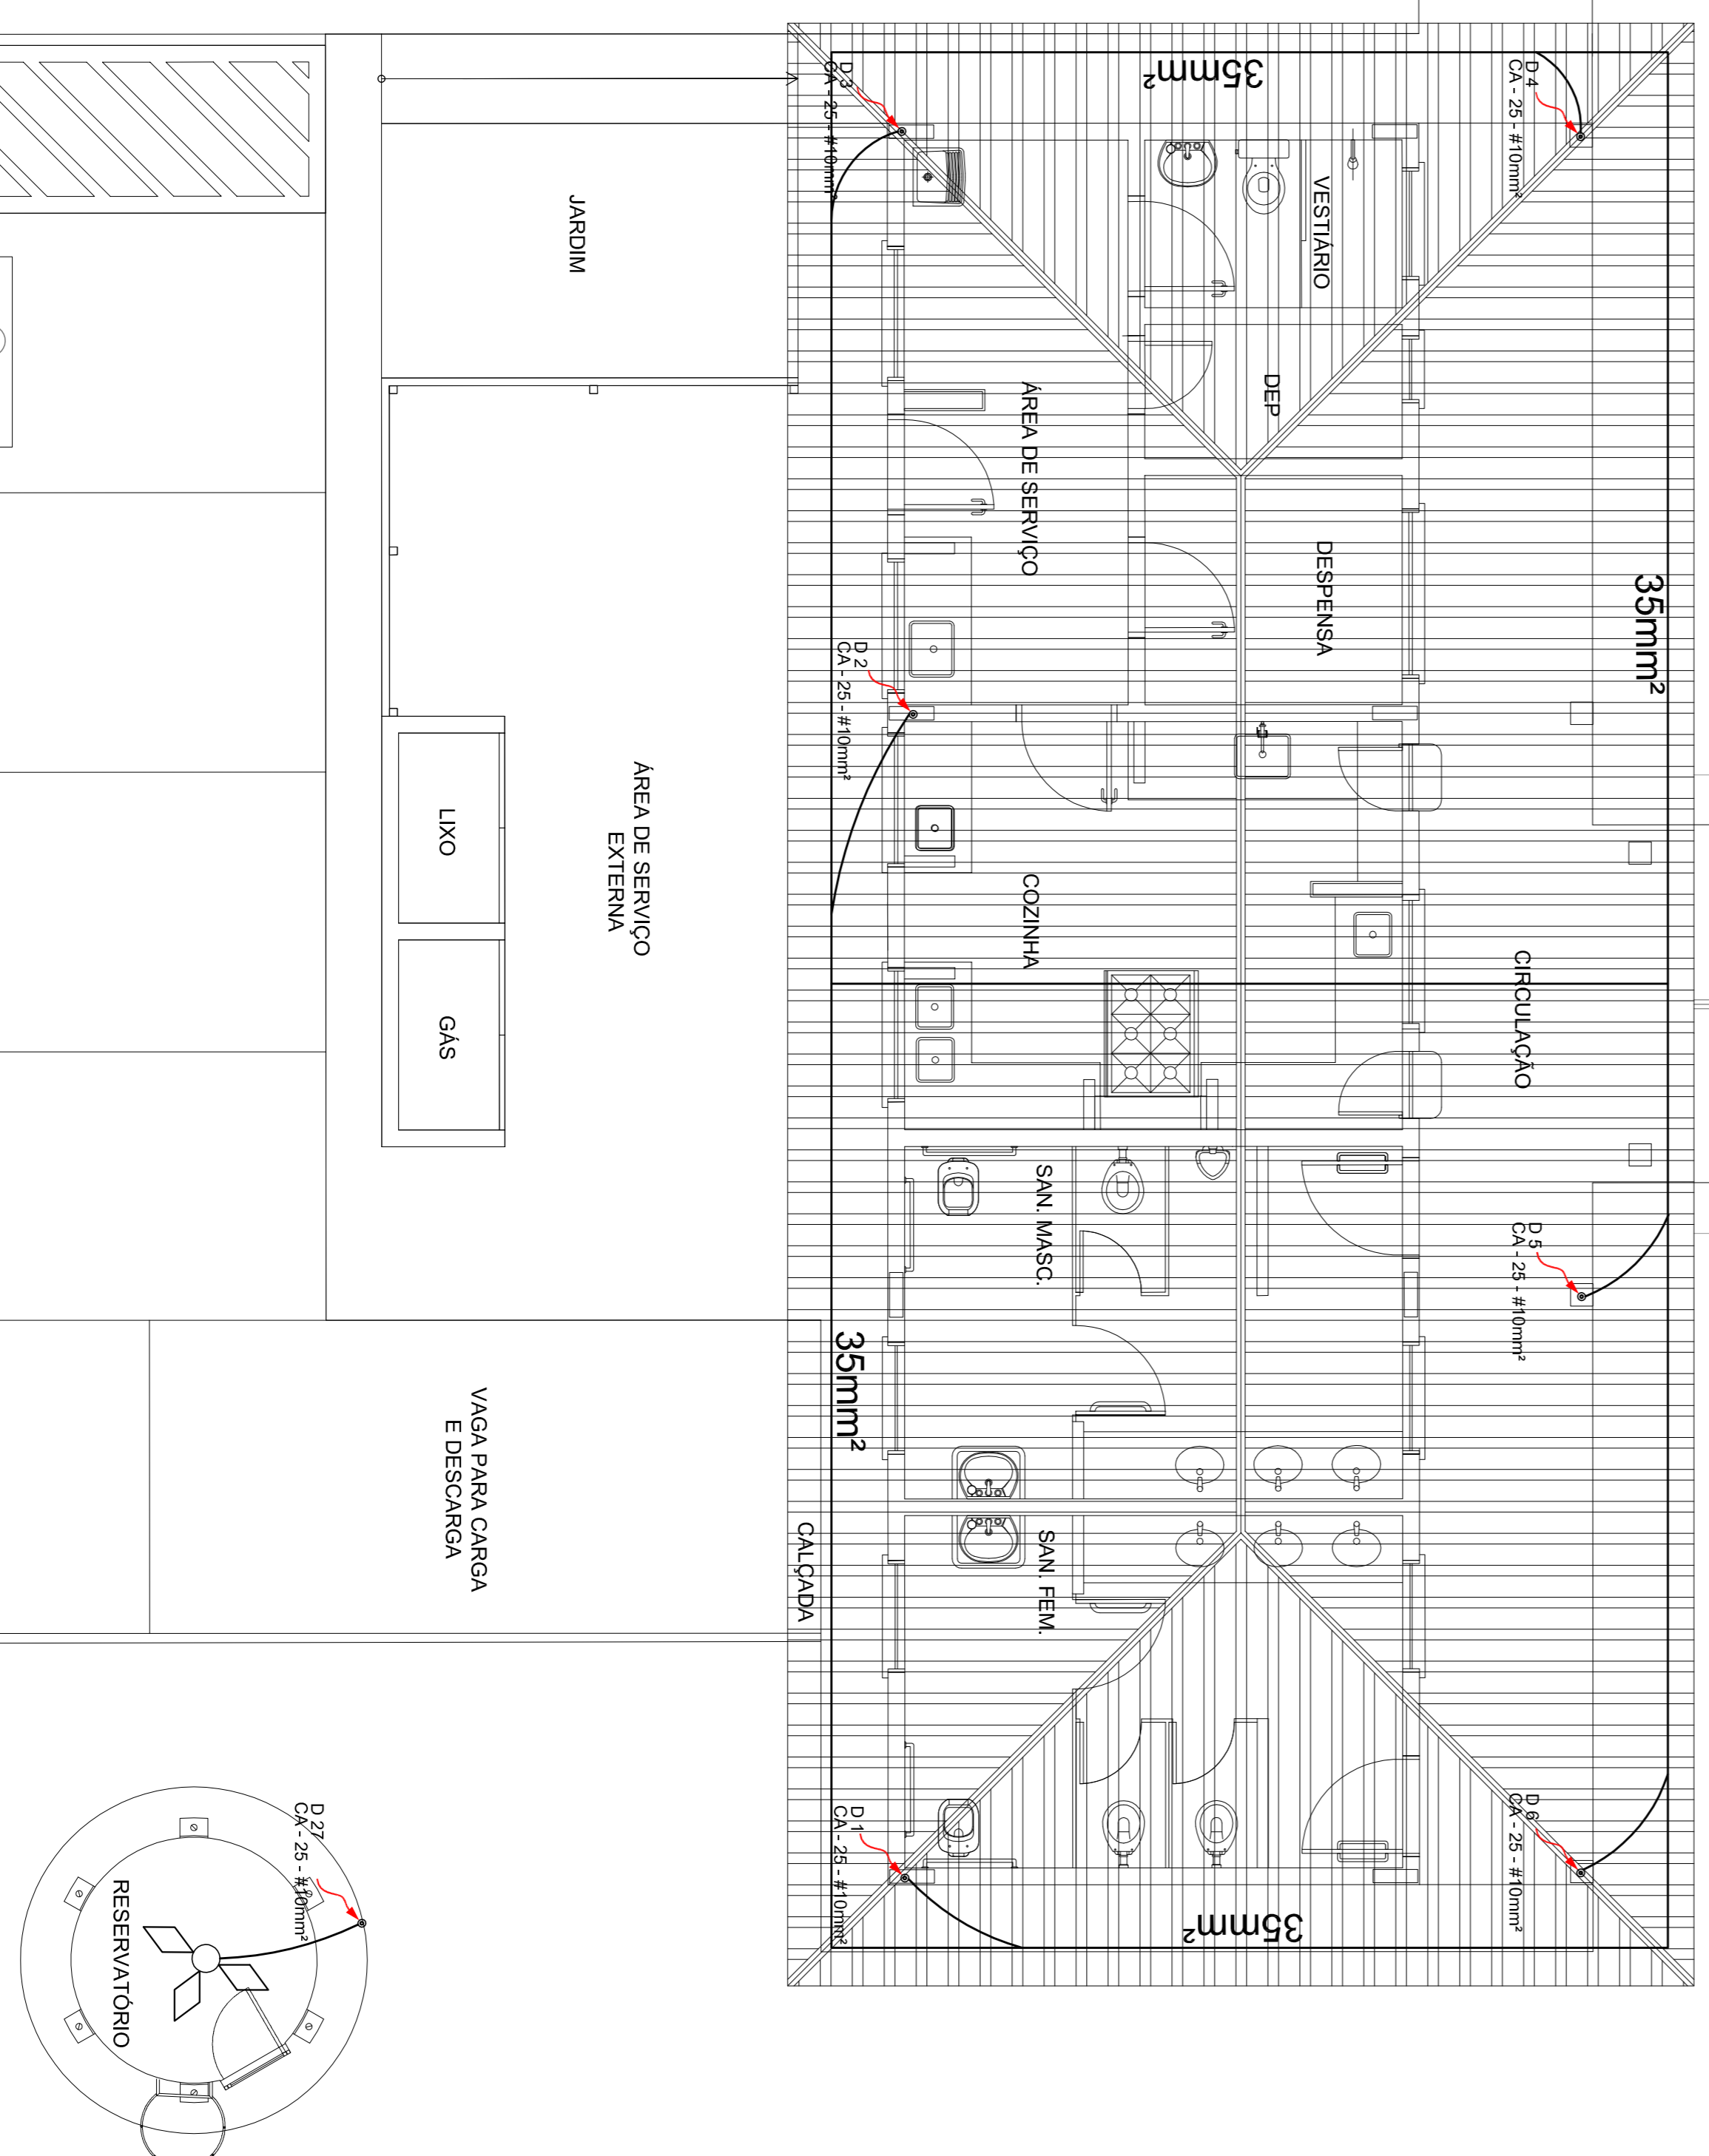 35mm²
D 4
CA - 25 - #10mm²
D 3
CA - 25 - #10mm²
VESTIÁRIO
JARDIM
DEP
ÁREA DE SERVIÇO
DESPENSA
35mm²
D 2
CA - 25 - #10mm²
ÁREA DE SERVIÇO
EXTERNA
LIXO
GÁS
COZINHA
CIRCULAÇÃO
SAN. MASC.
D 5
CA - 25 - #10mm²
35mm²
VAGA PARA CARGA
E DESCARGA
CALÇADA
SAN. FEM.
D 1
CA - 25 - #10mm²
D 6
CA - 25 - #10mm²
35mm²
D 27
CA - 25 - #10mm²
RESERVATÓRIO